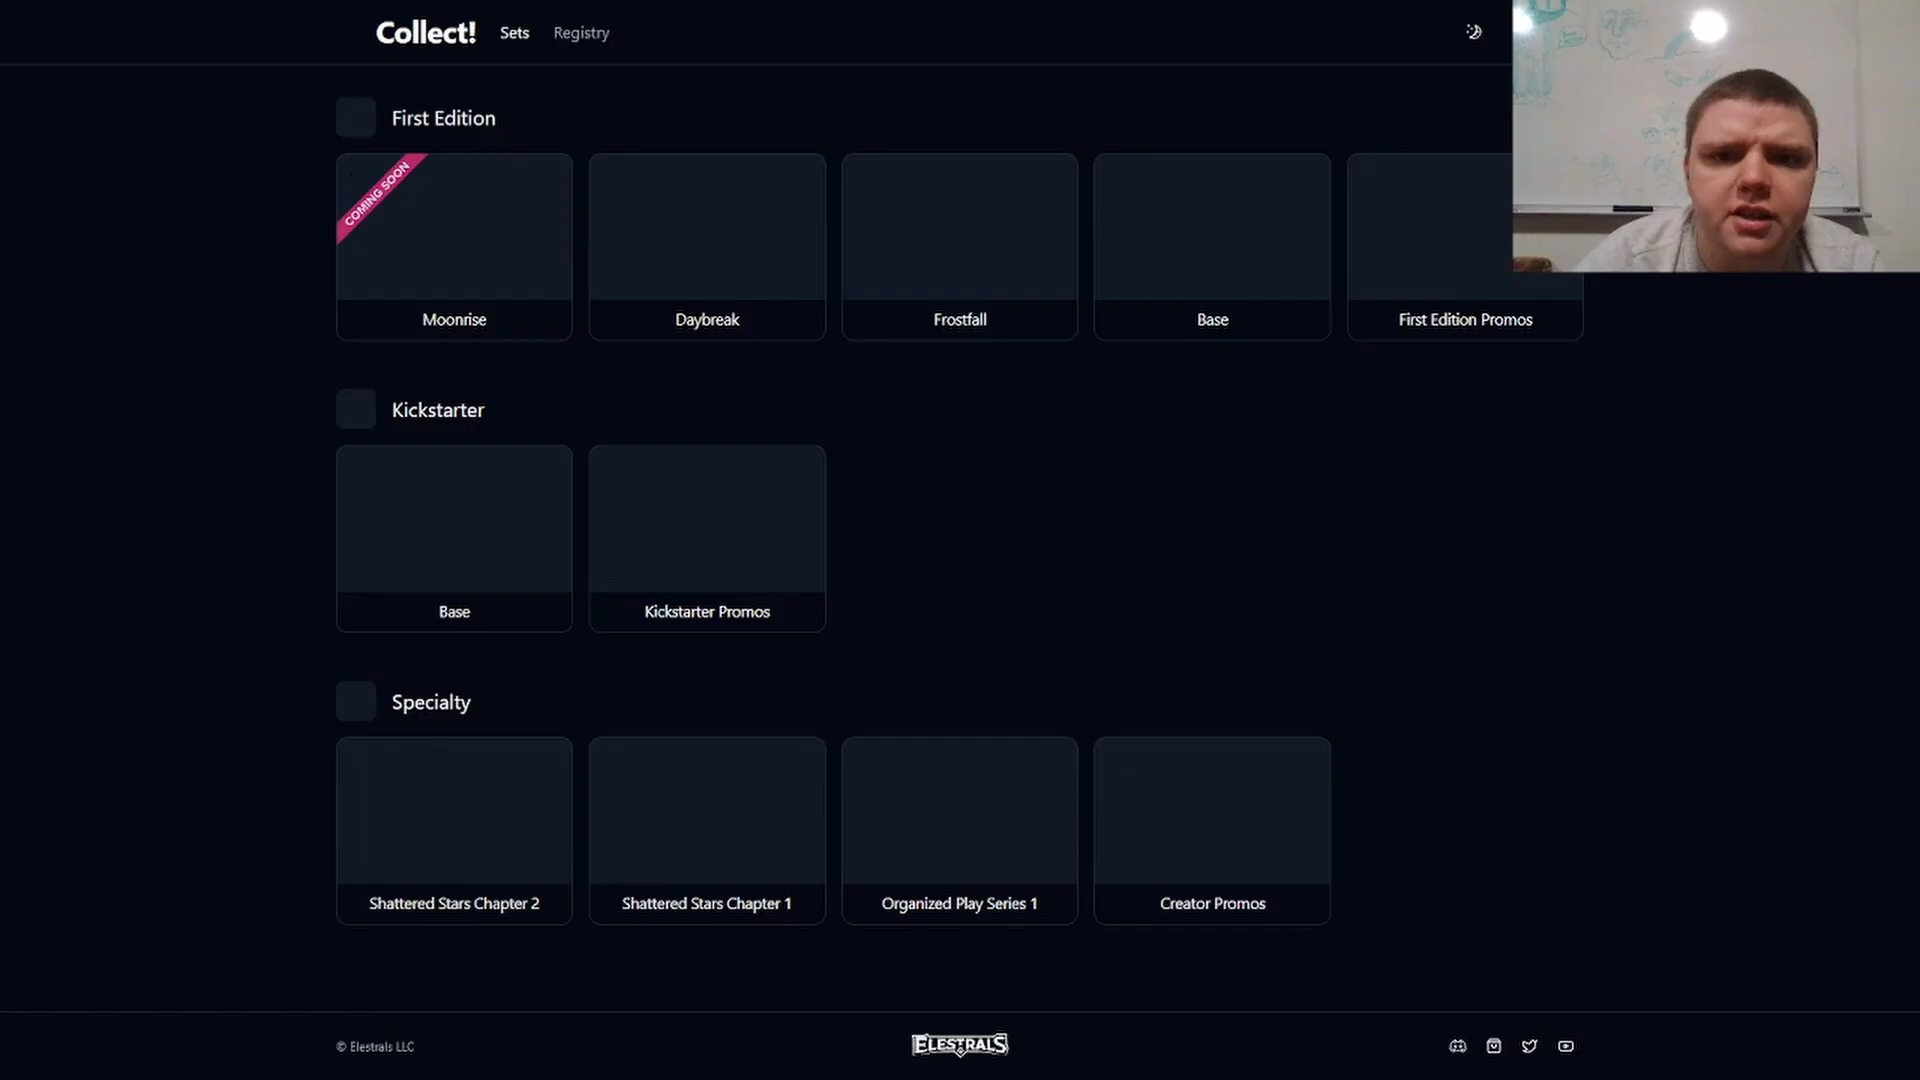 Collect!
Sets
Registry
First Edition
COMING SOON
Moonrise
Daybreak
Frostfall
Base
First Edition Promos
Kickstarter
Base
Kickstarter Promos
Specialty
Shattered Stars Chapter 2
Shattered Stars Chapter 1
Organized Play Series 1
Creator Promos
© Elestrals LLC
ELESTRALS